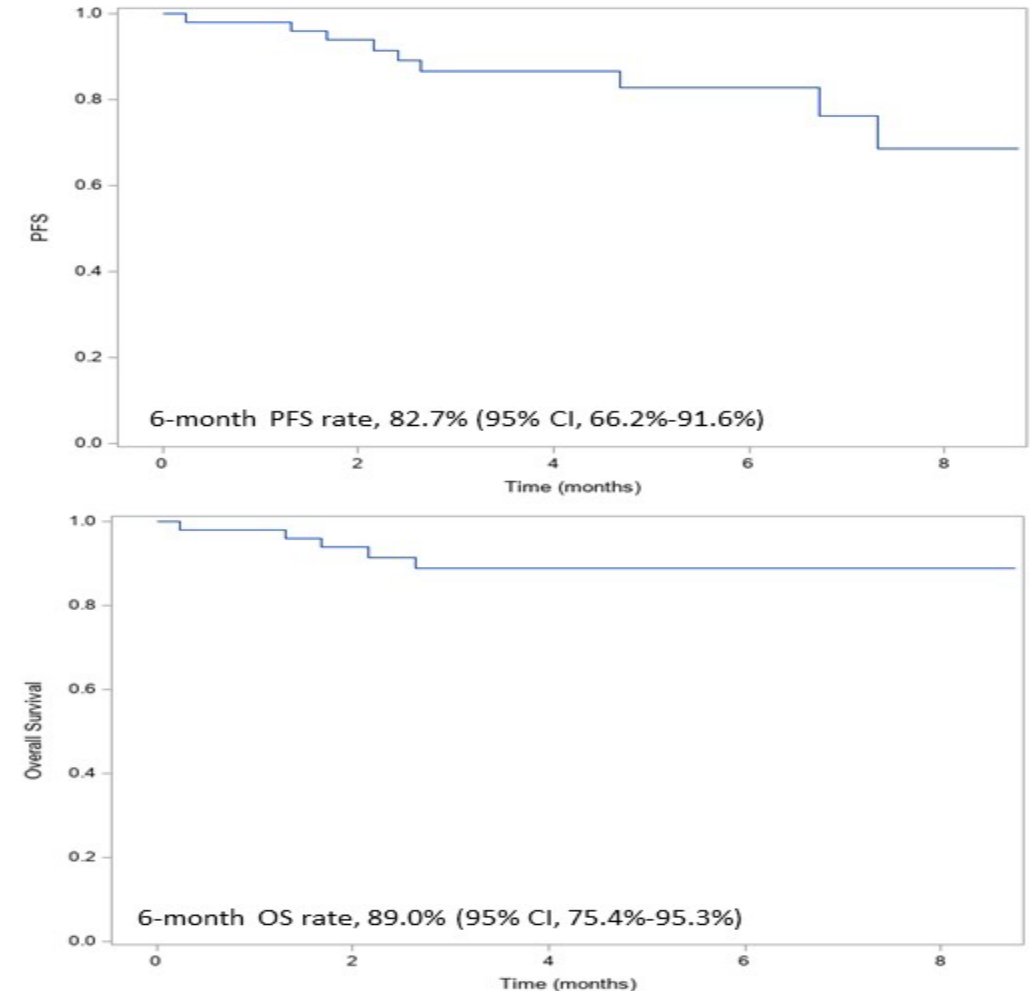 1.0
0.8
0.6
0.4
0.2
0.0
PFS
6-month PFS rate, 82.7% (95% CI, 66.2%-91.6%)
0 2 4 6 8
Time (months)
1.0
0.8
0.6
0.4
0.2
0.0
Overall Survival
6-month OS rate, 89.0% (95% CI, 75.4%-95.3%)
0 2 4 6 8
Time (months)